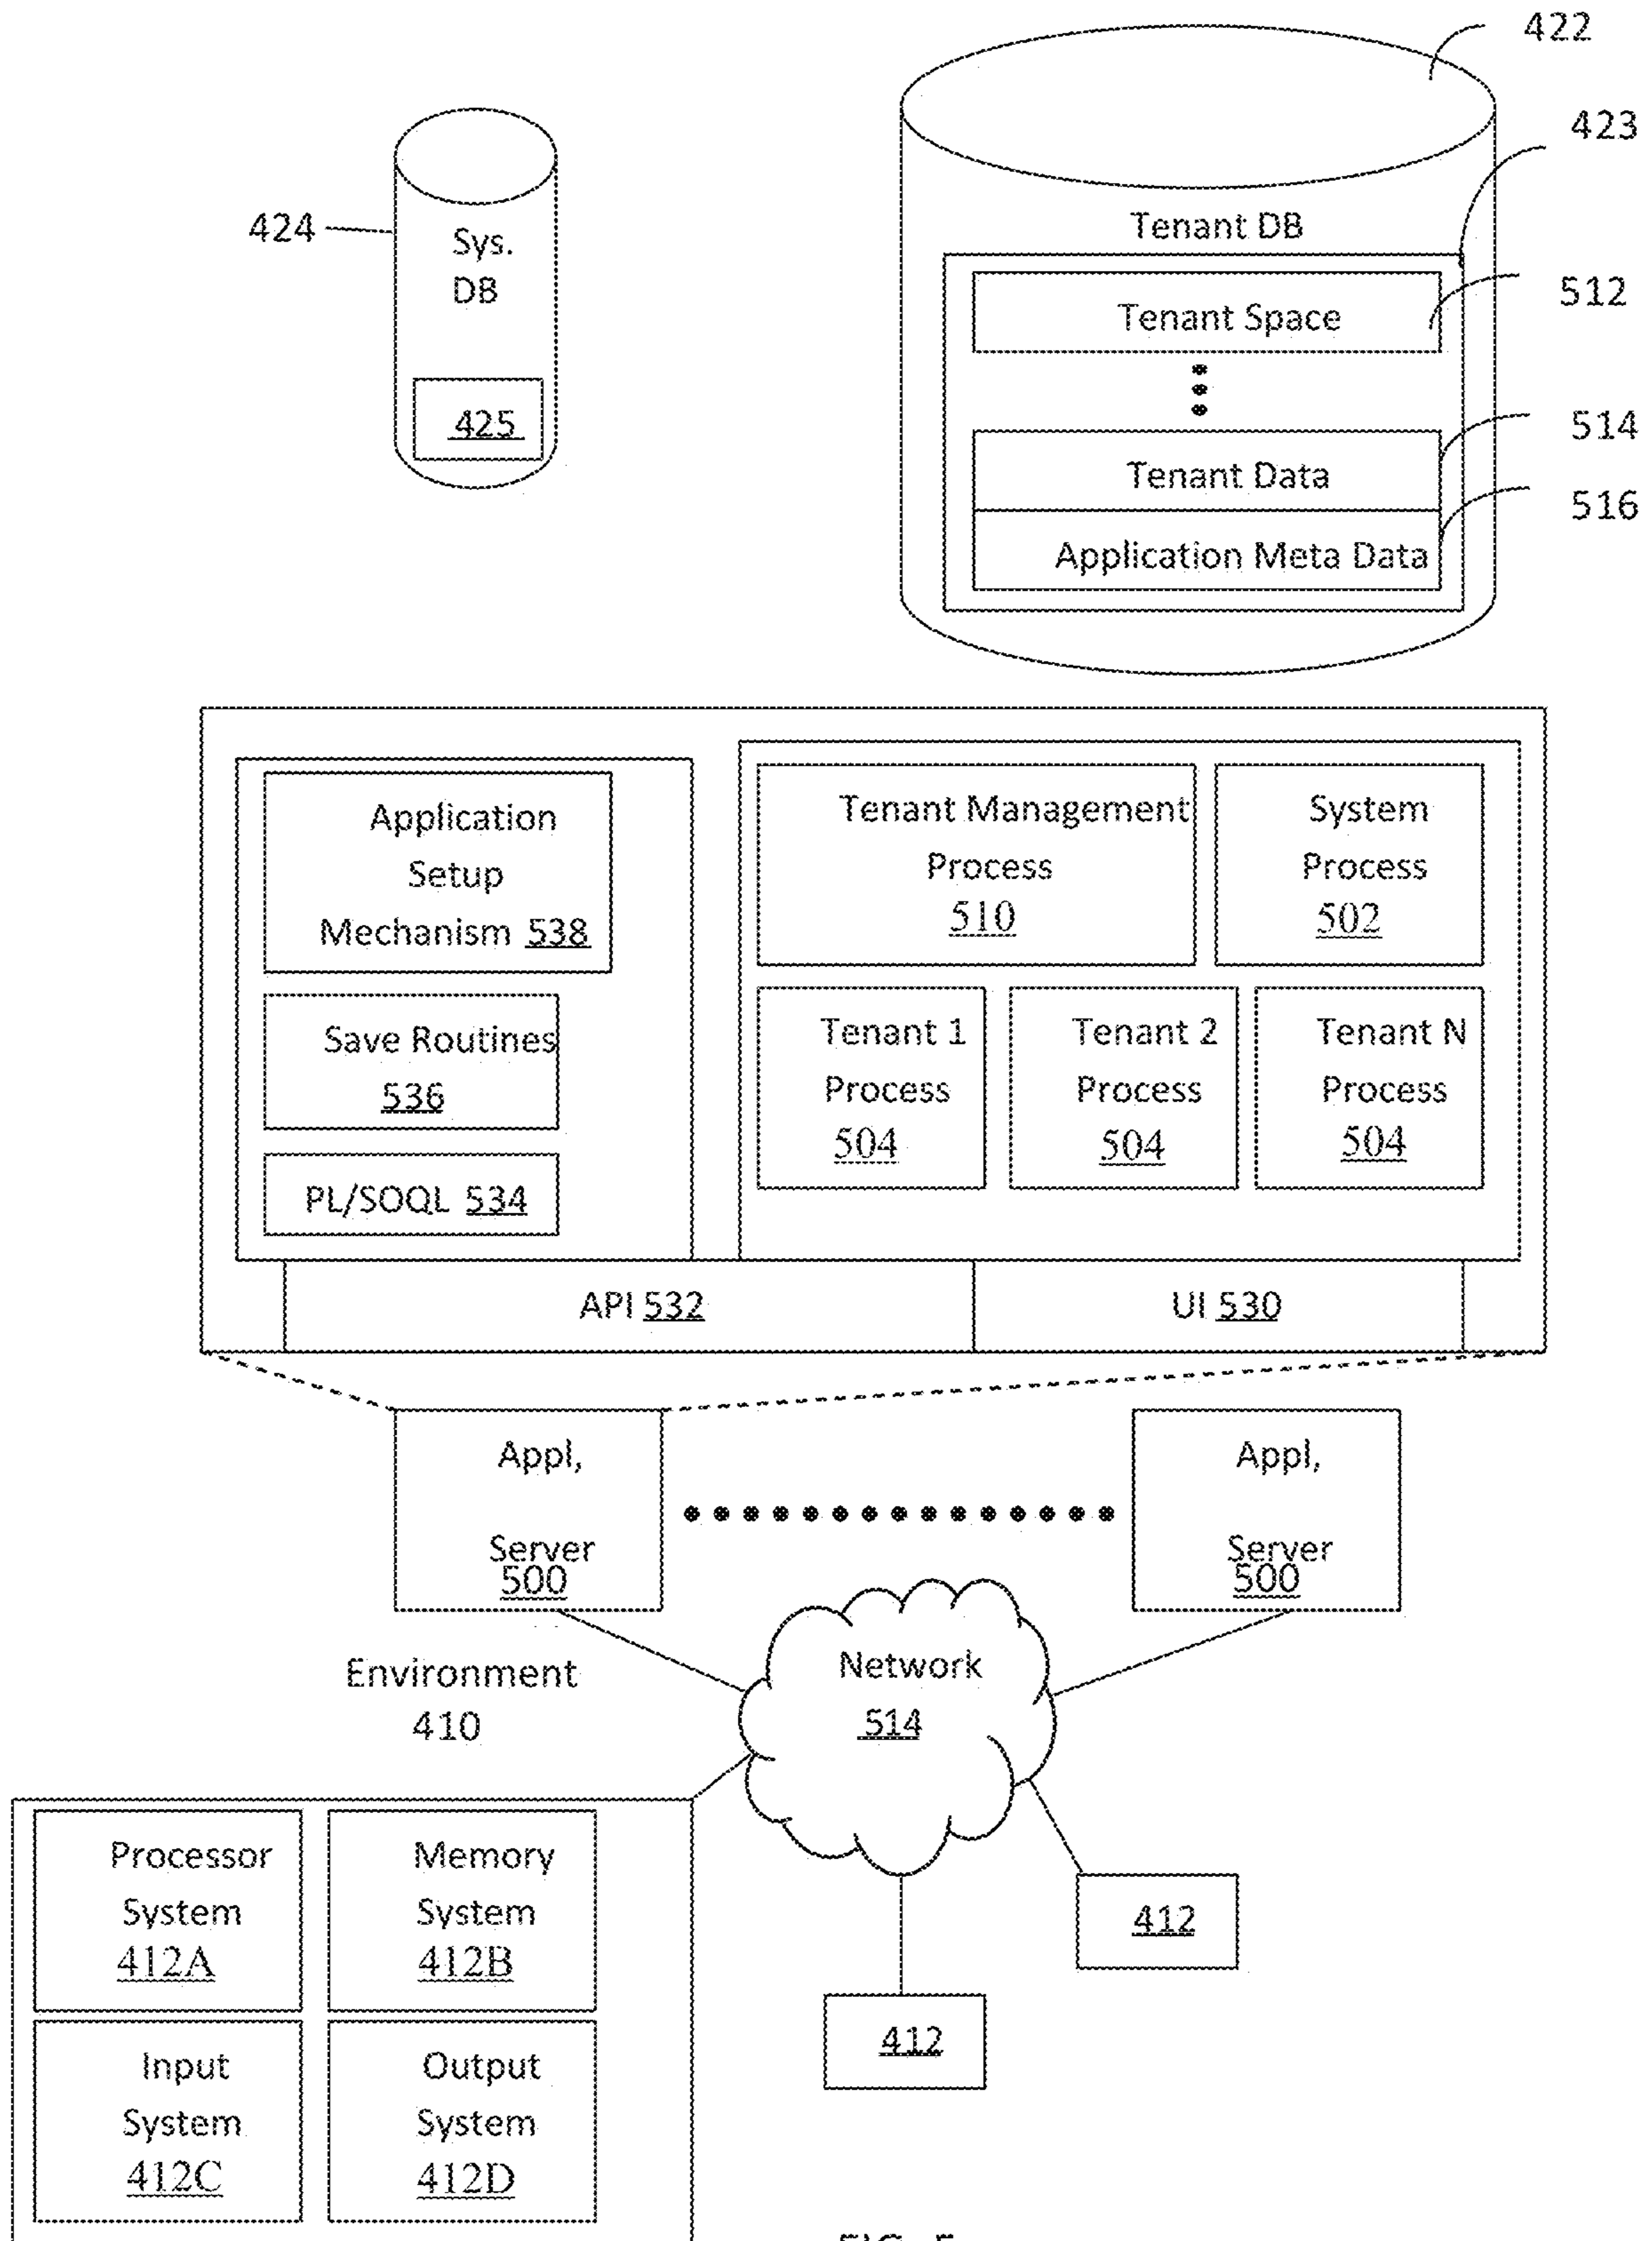 422
423
424
Sys.
DB
425
Tenant DB
Tenant Space
512
514
Tenant Data
516
Application Meta Data
Application
Setup
Mechanism 538
Save Routines
536
PL/SOQL 534
Tenant Management
Process
510
System
Process
502
Tenant 1
Process
504
Tenant 2
Process
504
Tenant N
Process
504
API 532
UI 530
Appl,
Server
500
Appl,
Server
500
Environment
410
Network
514
Processor
System
412A
Memory
System
412B
Input
System
412C
Output
System
412D
412
412